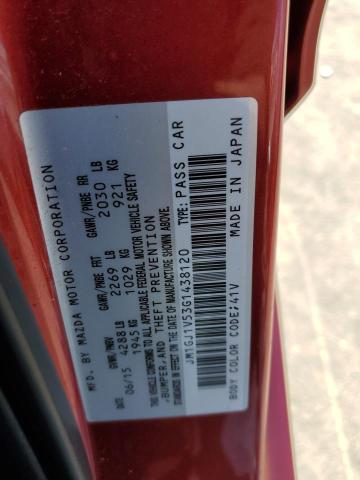 MFD. BY MAZDA MOTOR CORPORATION
GVWR/PNBV GAWR/PNBE FRT GAWR/PNBE RR
06/15 4288 LB 2269 LB 2030 LB
1945 KG 1029 KG 921 KG
THIS VEHICLE CONFORMS TO ALL APPLICABLE FEDERAL MOTOR VEHICLE SAFETY
/BUMPER, AND THEFT PREVENTION
STANDARDS IN EFFECT ON THE DATE OF MANUFACTURE SHOWN ABOVE.
JM1GJ1V53G1438120 TYPE: PASS CAR
BODY COLOR CODE/41V MADE IN JAPAN